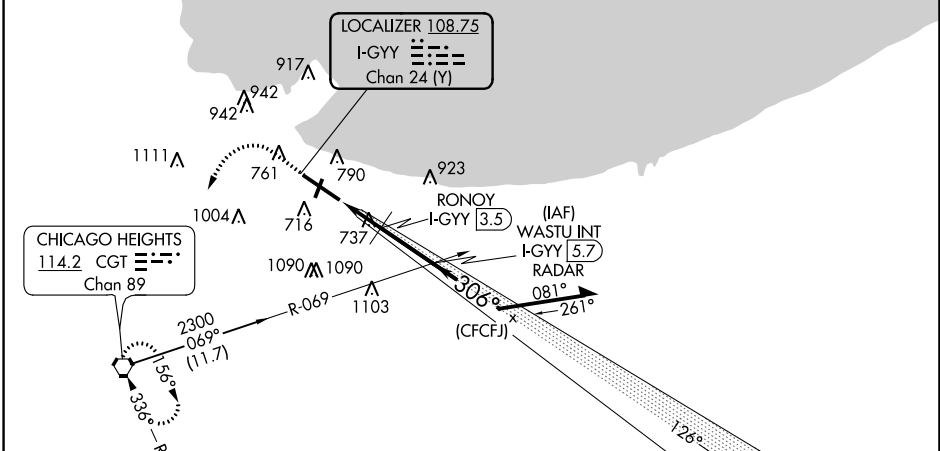 LOCALIZER 108.75
I-GYY
Chan 24 (Y)
917
942
942
1111
761
790
923
1004
716
737
RONOY
I-GYY 3.5
(IAF)
WASTU INT
I-GYY 5.7
RADAR
CHICAGO HEIGHTS
114.2 CGT
Chan 89
1090
1090
1103
R-069
306°
081°
261°
(CFCFJ)
x
2300
069°
(11.7)
156°
336°
R
126°